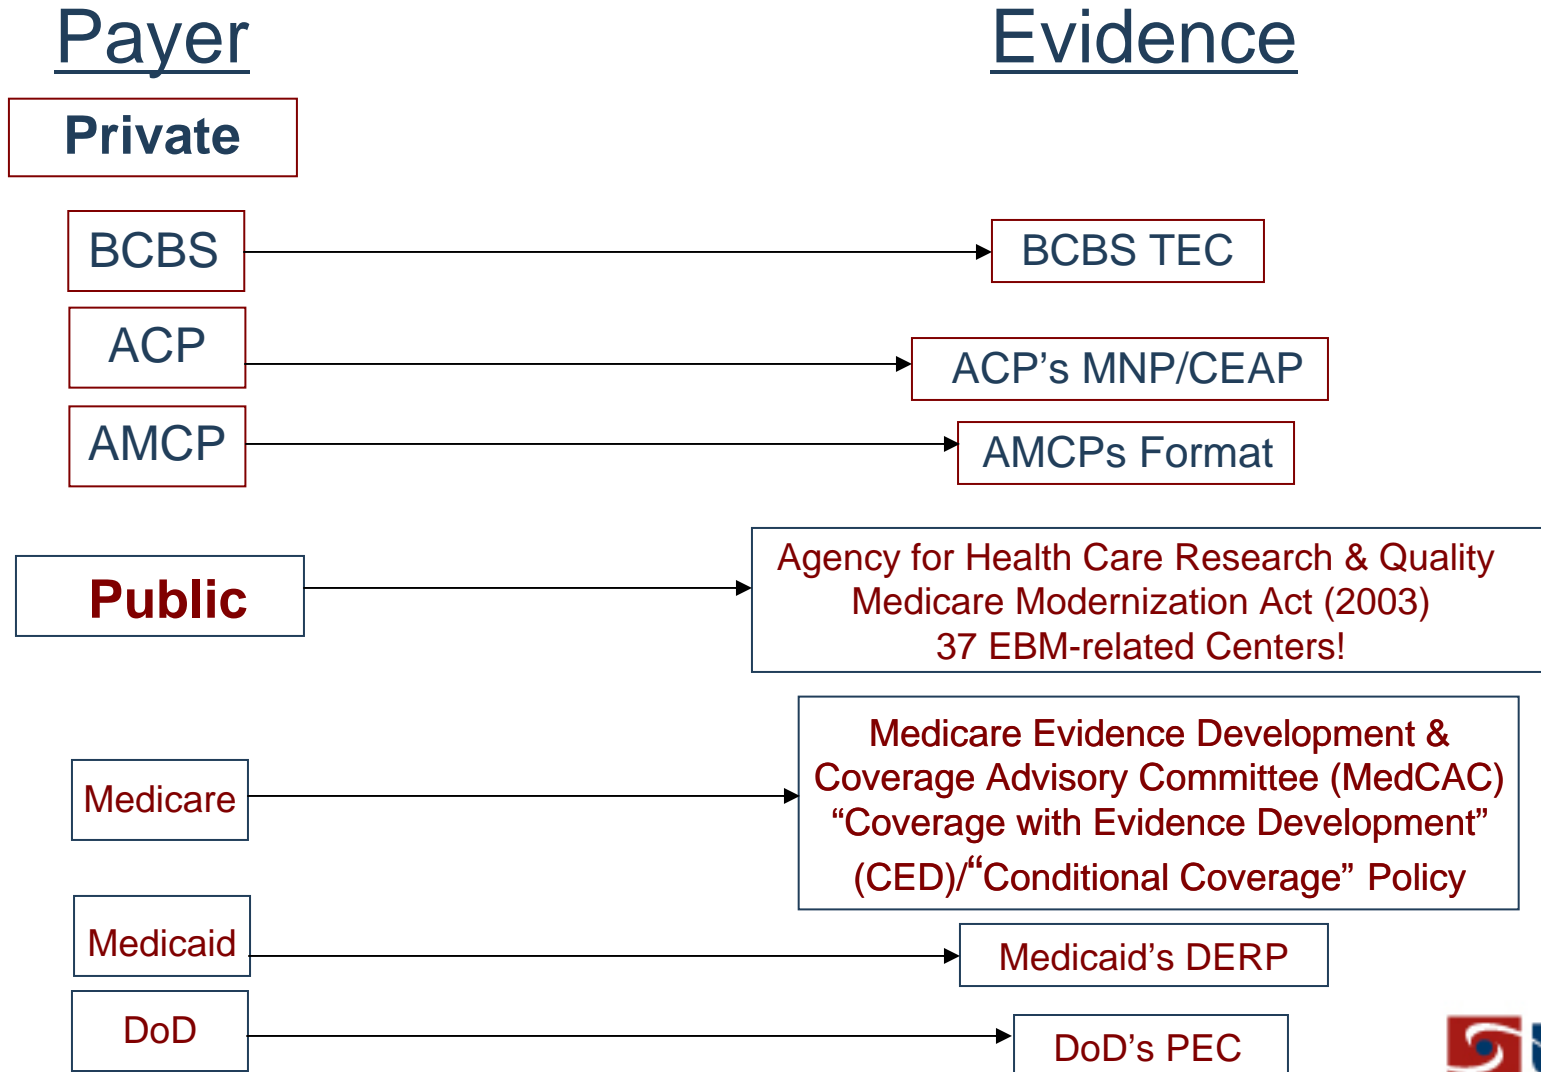 Payer
Evidence
Private
BCBS
BCBS TEC
ACP
ACP’s MNP/CEAP
AMCP
AMCPs Format
Public
Agency for Health Care Research & Quality
Medicare Modernization Act (2003)
37 EBM-related Centers!
Medicare
Medicare Evidence Development &
Coverage Advisory Committee (MedCAC)
“Coverage with Evidence Development”
(CED)/“Conditional Coverage” Policy
Medicaid
Medicaid’s DERP
DoD
DoD’s PEC